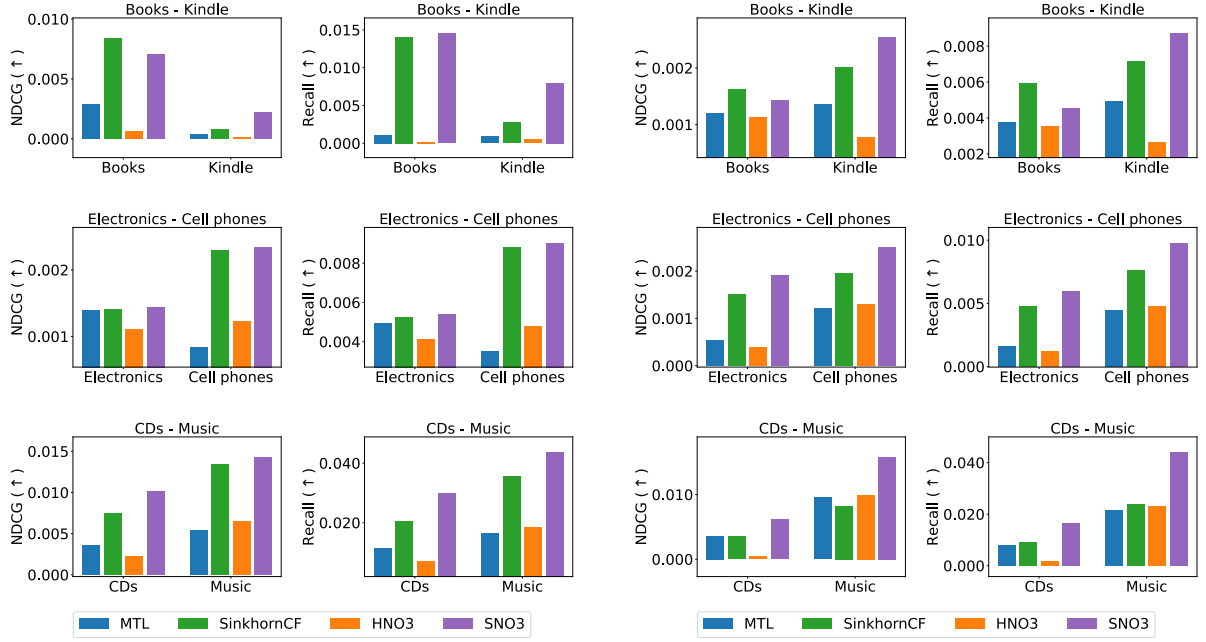 Books - Kindle
NDCG (↑)
0.010
0.005
0.000
Books Kindle
Books - Kindle
Recall (↑)
0.015
0.010
0.005
0.000
Books Kindle
Books - Kindle
NDCG (↑)
0.002
0.001
Books Kindle
Books - Kindle
Recall (↑)
0.008
0.006
0.004
0.002
Books Kindle
Electronics - Cell phones
NDCG (↑)
0.002
0.001
Electronics Cell phones
Electronics - Cell phones
Recall (↑)
0.008
0.006
0.004
Electronics Cell phones
Electronics - Cell phones
NDCG (↑)
0.002
0.001
0.000
Electronics Cell phones
Electronics - Cell phones
Recall (↑)
0.010
0.005
0.000
Electronics Cell phones
CDs - Music
NDCG (↑)
0.015
0.010
0.005
0.000
CDs Music
CDs - Music
Recall (↑)
0.040
0.020
CDs Music
CDs - Music
NDCG (↑)
0.010
0.000
CDs Music
CDs - Music
Recall (↑)
0.040
0.020
0.000
CDs Music
MTL SinkhornCF HNO3 SNO3
MTL SinkhornCF HNO3 SNO3